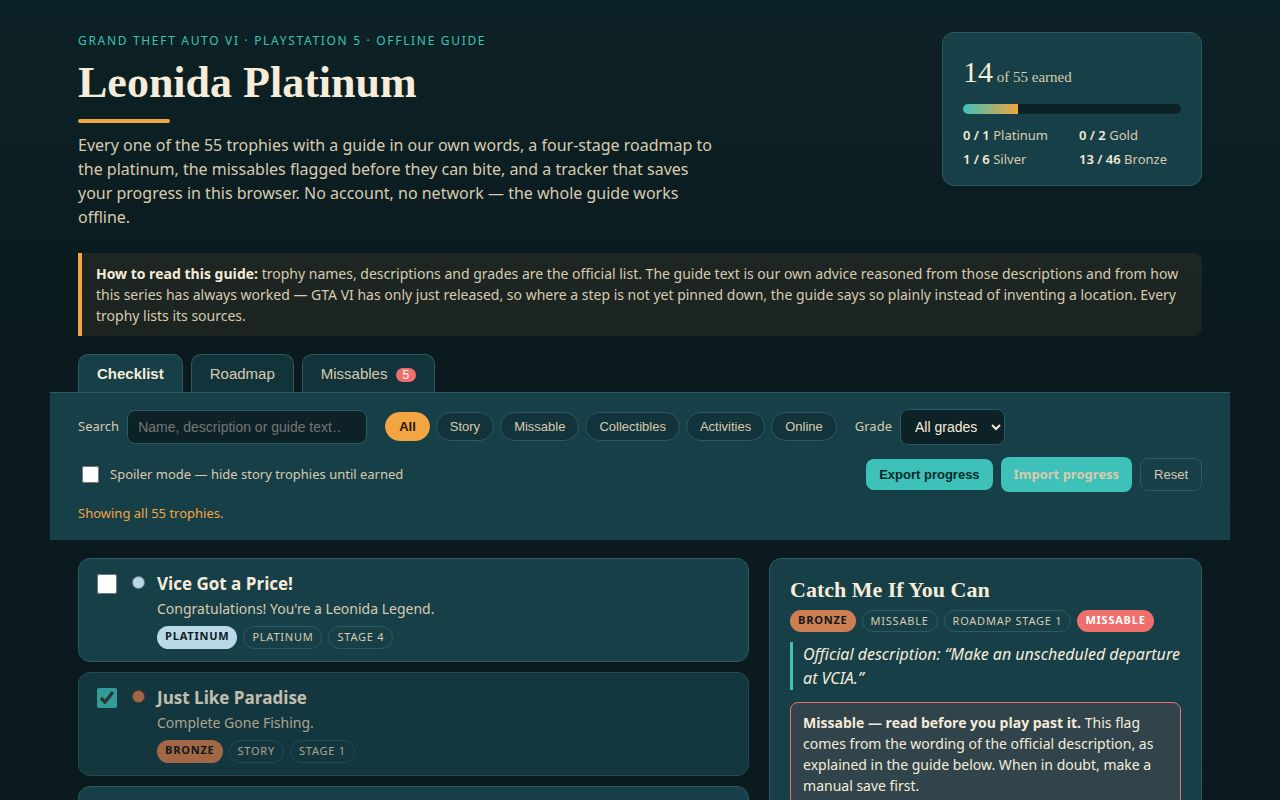 GRAND THEFT AUTO VI · PLAYSTATION 5 · OFFLINE GUIDE
Leonida Platinum
Every one of the 55 trophies with a guide in our own words, a four-stage roadmap to
the platinum, the missables flagged before they can bite, and a tracker that saves
your progress in this browser. No account, no network — the whole guide works
offline.
14 of 55 earned
0 / 1 Platinum
0 / 2 Gold
1 / 6 Silver
13 / 46 Bronze
How to read this guide: trophy names, descriptions and grades are the official list. The guide text is our own advice reasoned from those descriptions and from how
this series has always worked — GTA VI has only just released, so where a step is not yet pinned down, the guide says so plainly instead of inventing a location. Every
trophy lists its sources.
Checklist
Roadmap
Missables 5
Search
Name, description or guide text..
All
Story
Missable
Collectibles
Activities
Online
Grade
All grades
Spoiler mode — hide story trophies until earned
Export progress
Import progress
Reset
Showing all 55 trophies.
Vice Got a Price!
Congratulations! You're a Leonida Legend.
PLATINUM
PLATINUM
STAGE 4
Just Like Paradise
Complete Gone Fishing.
BRONZE
STORY
STAGE 1
Catch Me If You Can
BRONZE
MISSABLE
ROADMAP STAGE 1
MISSABLE
Official description: “Make an unscheduled departure
at VCIA.”
Missable — read before you play past it. This flag
comes from the wording of the official description, as
explained in the guide below. When in doubt, make a
manual save first.